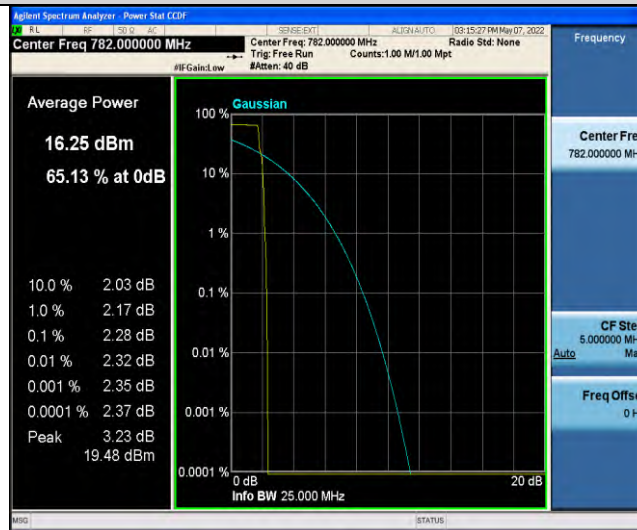 Agilent Spectrum Analyzer - Power Stat CCDF
RL RF 50 Ω AC SENSE:EXT ALIGN AUTO 03:15:27 PM May 07, 2022
Center Freq 782.000000 MHz
Center Freq: 782.000000 MHz Radio Std: None
Trig: Free Run Counts:1.00 M/1.00 Mpt
#IFGain:Low #Atten: 40 dB
Frequency
Average Power
16.25 dBm
65.13 % at 0dB
10.0 % 2.03 dB
1.0 % 2.17 dB
0.1 % 2.28 dB
0.01 % 2.32 dB
0.001 % 2.35 dB
0.0001 % 2.37 dB
Peak 3.23 dB
19.48 dBm
Gaussian
100 %
10 %
1 %
0.1 %
0.01 %
0.001 %
0.0001 %
0 dB 20 dB
Info BW 25.000 MHz
Center Fre
782.000000 MH
CF Ste
5.000000 MH
Auto Ma
Freq Offs
0 H
MSG STATUS